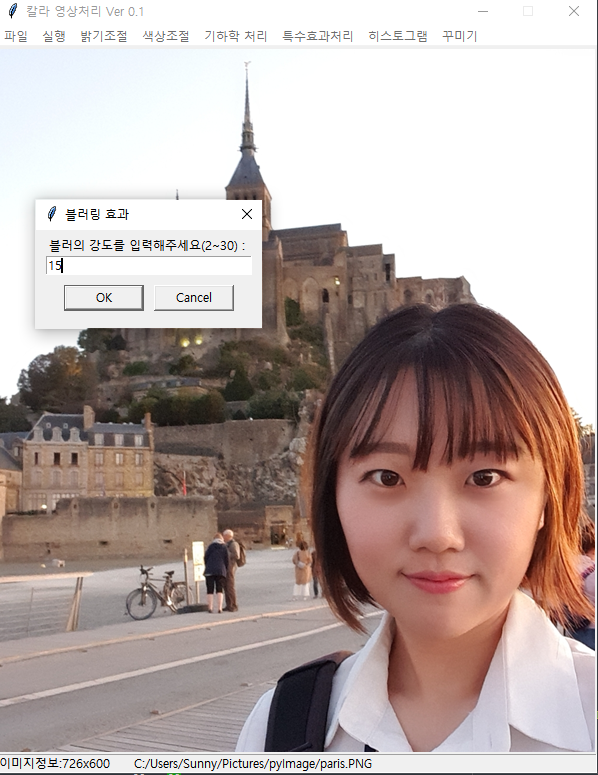 칼라 영상처리 Ver 0.1
파일 실행 밝기조절 색상조절 기하학 처리 특수효과처리 히스토그램 꾸미기
블러링 효과
블러의 강도를 입력해주세요(2~30) :
15
OK Cancel
이미지정보:726x600 C:/Users/Sunny/Pictures/pyImage/paris.PNG